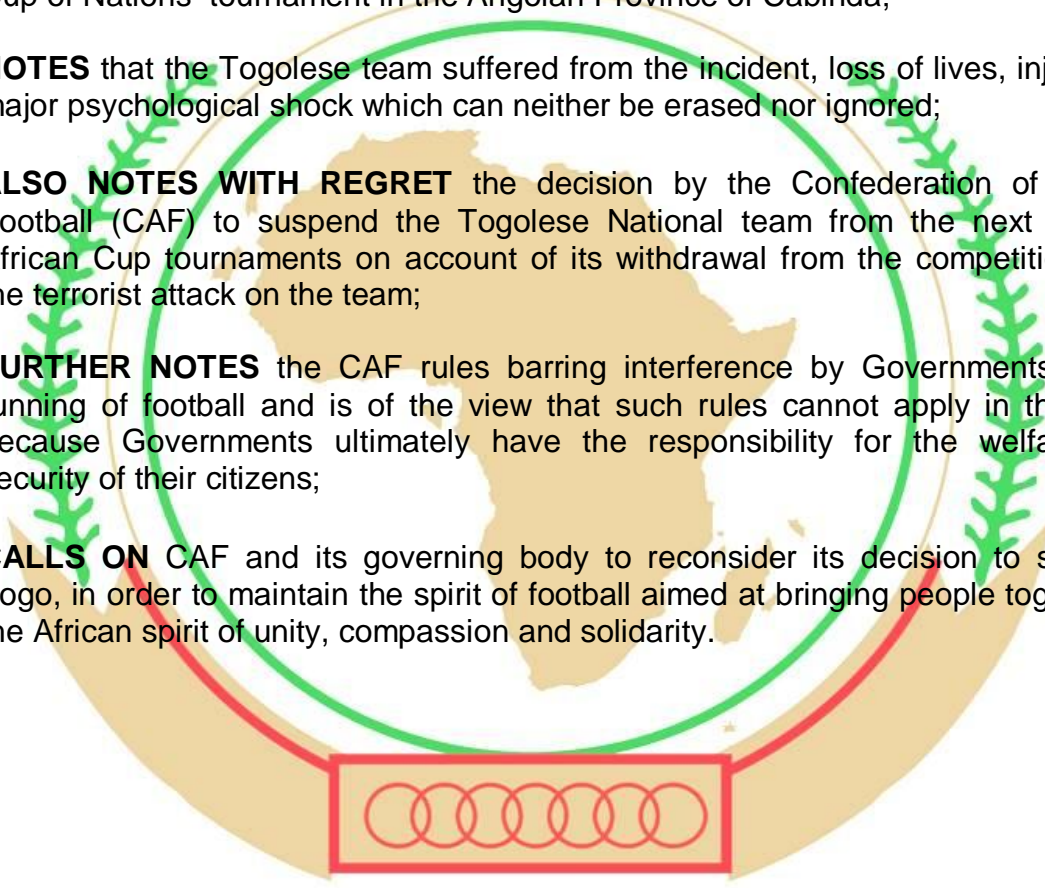 up of Nations' tournament in the Angolan Province of Cabinda;
NOTES that the Togolese team suffered from the incident, loss of lives, inj
major psychological shock which can neither be erased nor ignored;
ALSO NOTES WITH REGRET the decision by the Confederation of
ootball (CAF) to suspend the Togolese National team from the next
frican Cup tournaments on account of its withdrawal from the competiti
he terrorist attack on the team;
URTHER NOTES the CAF rules barring interference by Governments
unning of football and is of the view that such rules cannot apply in th
ecause Governments ultimately have the responsibility for the welfa
ecurity of their citizens;
CALLS ON CAF and its governing body to reconsider its decision to s
ogo, in order to maintain the spirit of football aimed at bringing people tog
he African spirit of unity, compassion and solidarity.